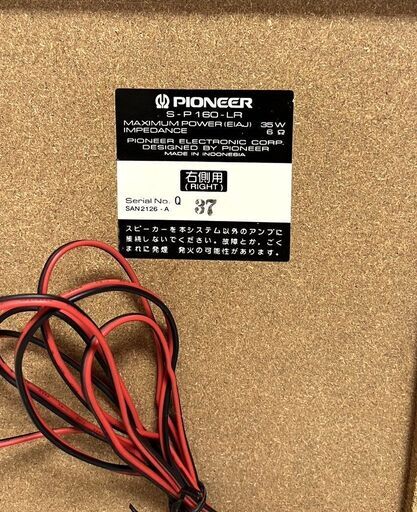 PIONEER
S-P160-LR
MAXIMUM POWER (EIAJ) 35W
IMPEDANCE 6Ω
PIONEER ELECTRONIC CORP.
DESIGNED BY PIONEER
MADE IN INDONESIA
右側用
(RIGHT)
Serial No. Q 37
SAN2126-A
スピーカーを本システム以外のアンプに
接続しないでください。故障とか、ごく
まれに発煙 発火の可能性があります。